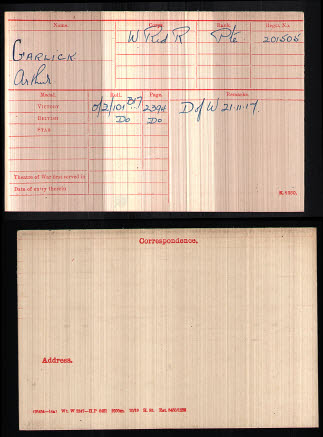 Name. Corps. Rank. Regtl. No.
GARLICK W Rid R Pte 201505
Arthur
Medal. Roll. Page. Remarks.
VICTORY O/2/101 B17 2394 D of W 21.11.17.
BRITISH Do Do
STAR
Theatre of War first served in
Date of entry therein
K. 1380.
Correspondence.
Address.